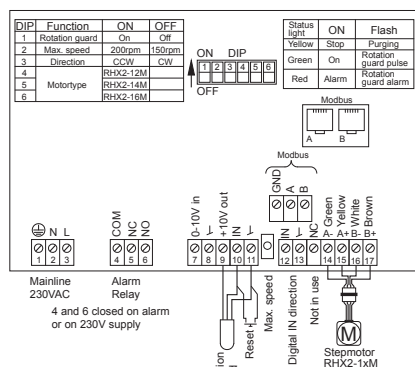 DIP Function ON OFF
1 Rotation guard On Off
2 Max. speed 200rpm 150rpm
3 Direction CCW CW
4 RHX2-12M
5 Motortype RHX2-14M
6 RHX2-16M
ON DIP
1 2 3 4 5 6
OFF
Status light ON Flash
Yellow Stop Purging
Green On Rotation guard pulse
Red Alarm Rotation guard alarm
Modbus
A B
Modbus
GND
A
B
N L
COM
NC
NO
0-10V in
+10V out
IN
IN
NC
Green
A-
Yellow
A+
White
B-
Brown
B+
1 2 3
4 5 6
7 8 9 10 11
12 13
14 15 16 17
Mainline
230VAC
Alarm
Relay
4 and 6 closed on alarm
or on 230V supply
Reset
Max. speed
Digital IN direction
Not in use
M
Stepmotor
RHX2-1xM